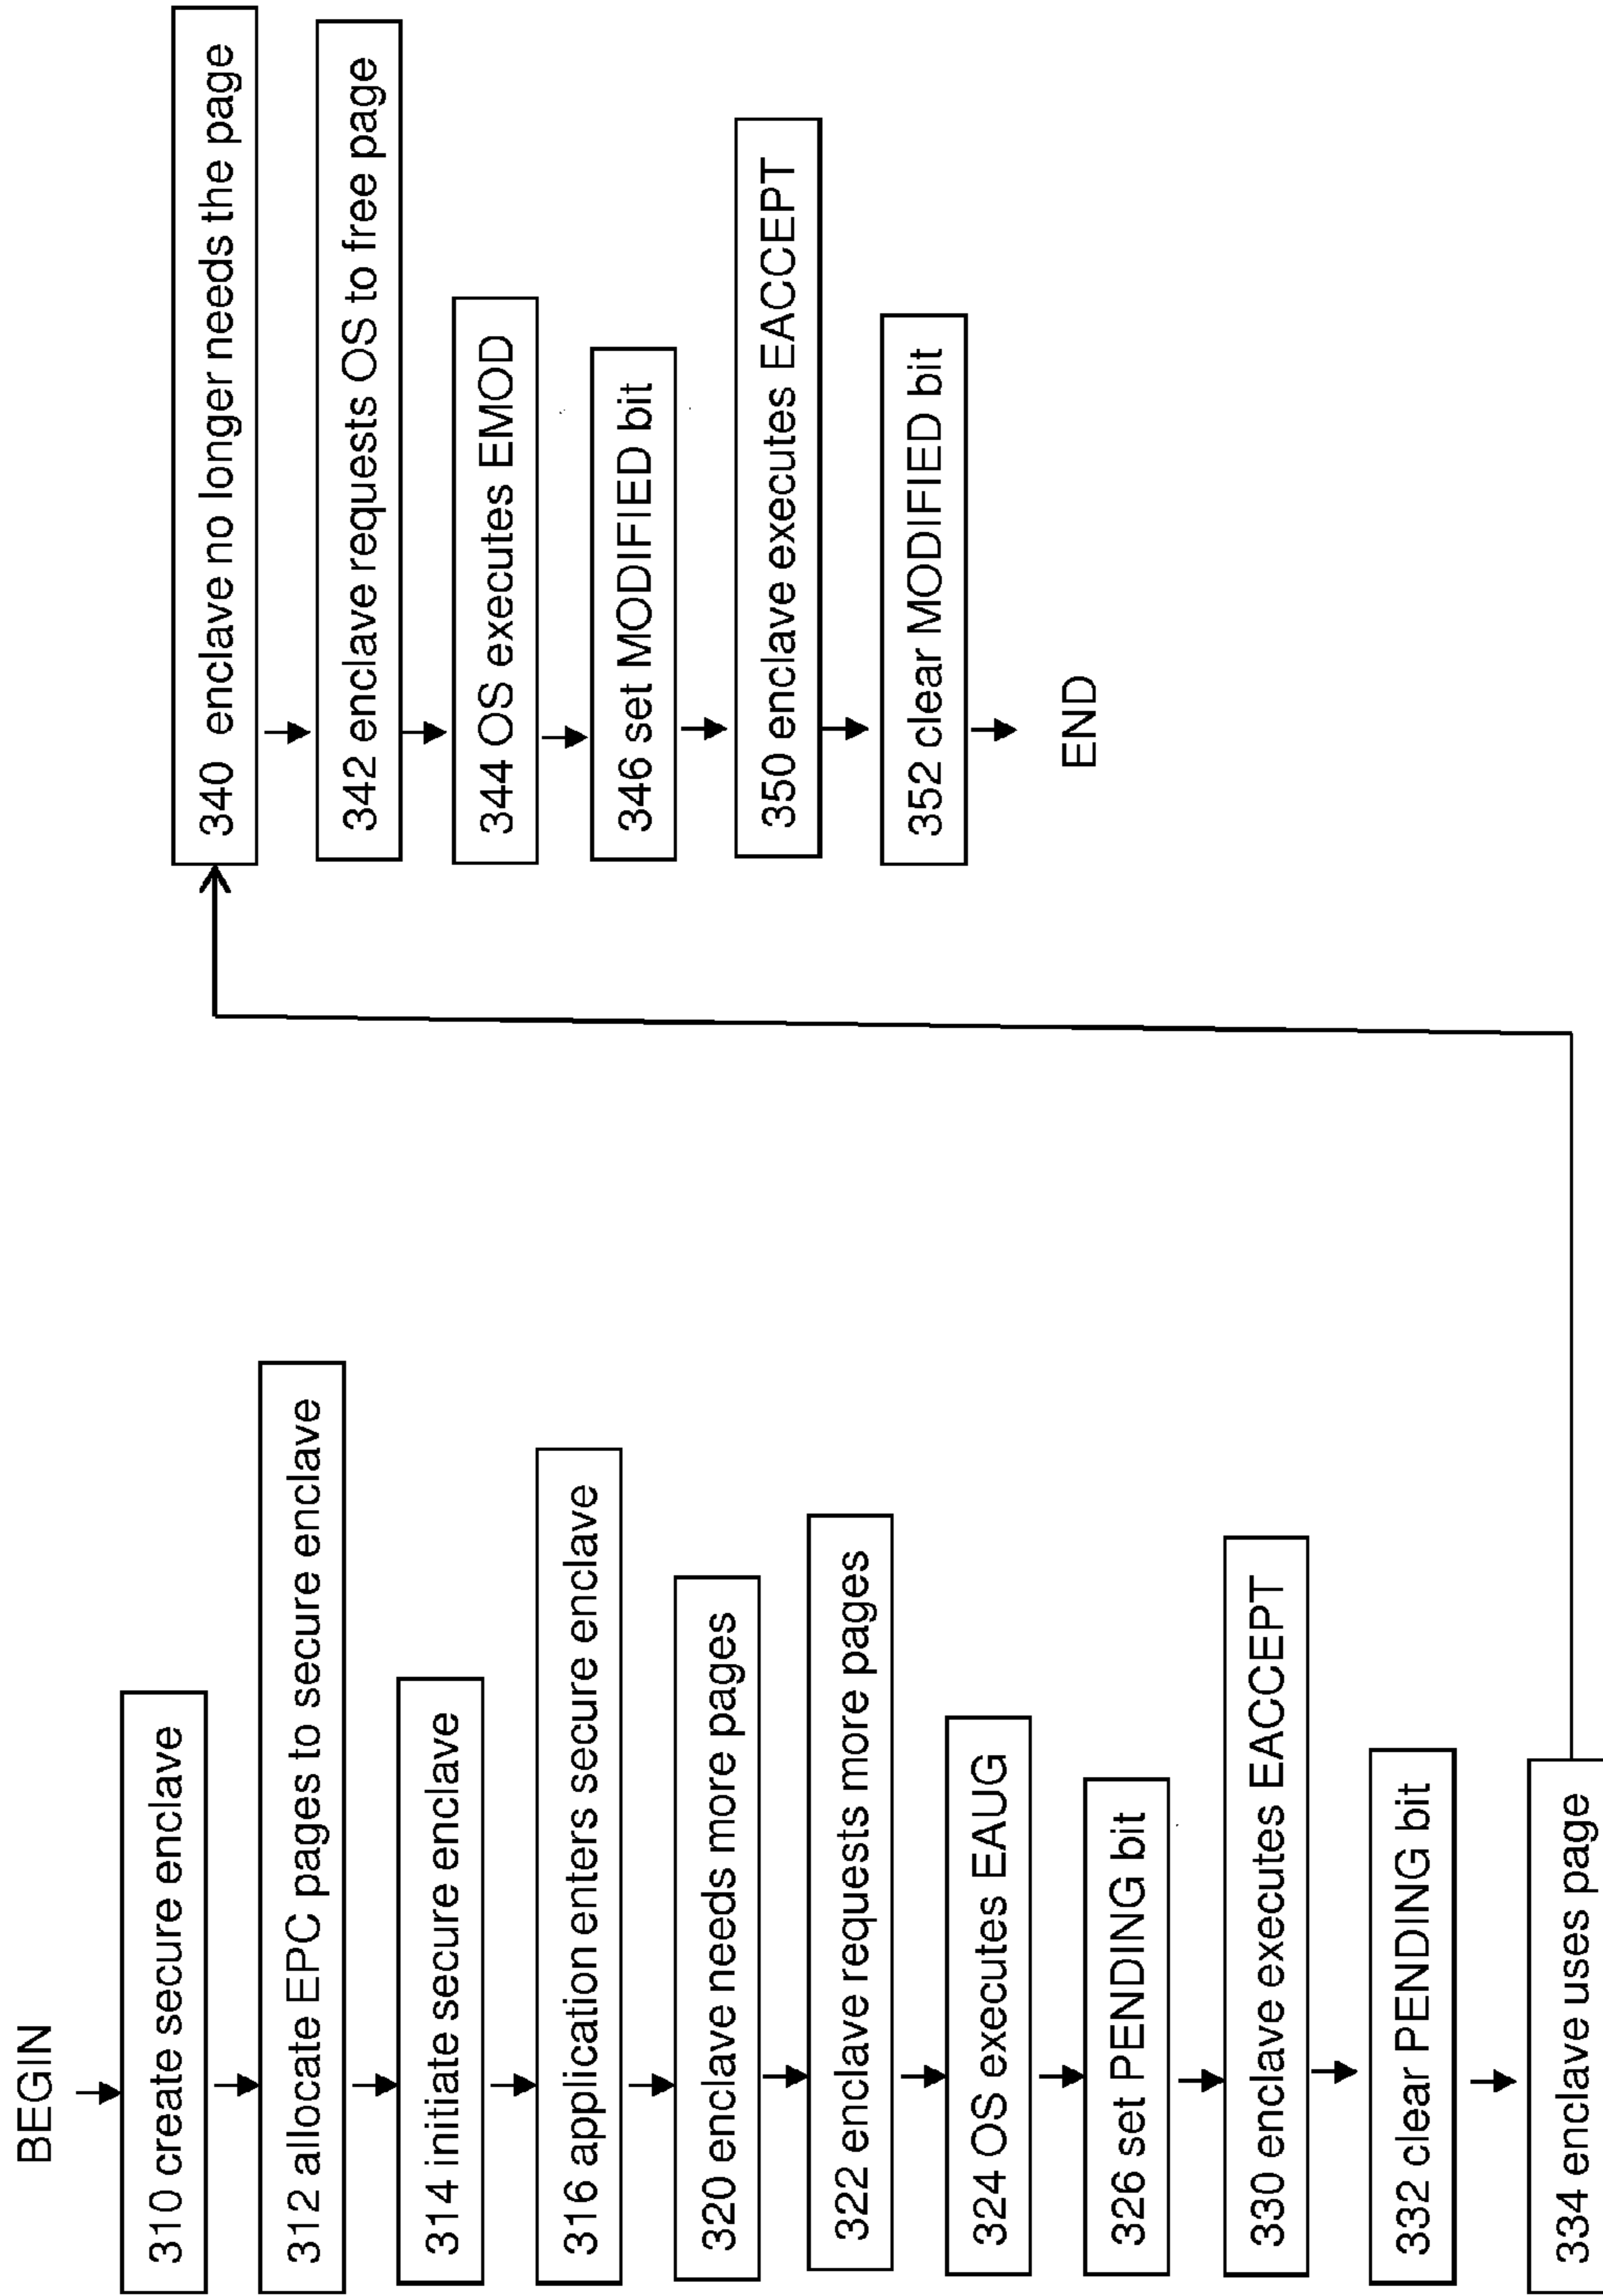 BEGIN
310 create secure enclave
312 allocate EPC pages to secure enclave
314 initiate secure enclave
316 application enters secure enclave
320 enclave needs more pages
322 enclave requests more pages
324 OS executes EAUG
326 set PENDING bit
330 enclave executes EACCEPT
332 clear PENDING bit
334 enclave uses page
340 enclave no longer needs the page
342 enclave requests OS to free page
344 OS executes EMOD
346 set MODIFIED bit
350 enclave executes EACCEPT
352 clear MODIFIED bit
END